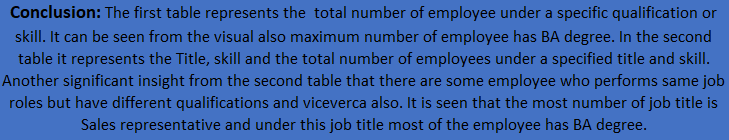 Conclusion: The first table represents the  total number of employee under a specific qualification or
skill. It can be seen from the visual also maximum number of employee has BA degree. In the second
table it represents the Title, skill and the total number of employees under a specified title and skill.
Another significant insight from the second table that there are some employee who performs same job
roles but have different qualifications and viceverca also. It is seen that the most number of job title is
Sales representative and under this job title most of the employee has BA degree.